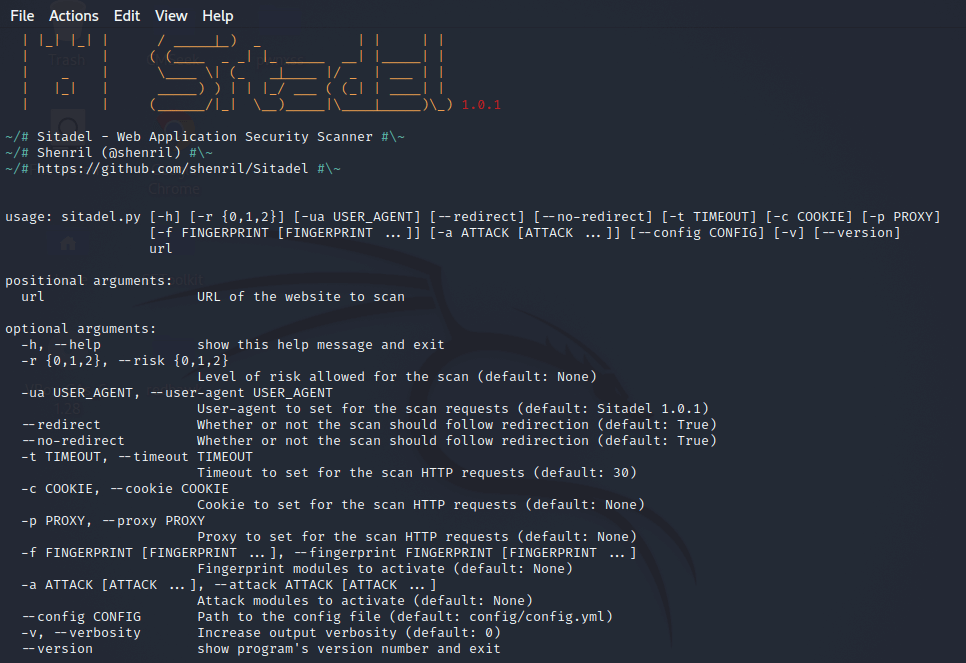 File Actions Edit View Help
1.0.1
~/# Sitadel - Web Application Security Scanner #\~
~/# Shenril (@shenril) #\~
~/# https://github.com/shenril/Sitadel #\~
usage: sitadel.py [-h] [-r {0,1,2}] [-ua USER_AGENT] [--redirect] [--no-redirect] [-t TIMEOUT] [-c COOKIE] [-p PROXY]
[-f FINGERPRINT [FINGERPRINT ...]] [-a ATTACK [ATTACK ...]] [--config CONFIG] [-v] [--version]
url
positional arguments:
url URL of the website to scan
optional arguments:
-h, --help show this help message and exit
-r {0,1,2}, --risk {0,1,2}
Level of risk allowed for the scan (default: None)
-ua USER_AGENT, --user-agent USER_AGENT
User-agent to set for the scan requests (default: Sitadel 1.0.1)
--redirect Whether or not the scan should follow redirection (default: True)
--no-redirect Whether or not the scan should follow redirection (default: True)
-t TIMEOUT, --timeout TIMEOUT
Timeout to set for the scan HTTP requests (default: 30)
-c COOKIE, --cookie COOKIE
Cookie to set for the scan HTTP requests (default: None)
-p PROXY, --proxy PROXY
Proxy to set for the scan HTTP requests (default: None)
-f FINGERPRINT [FINGERPRINT ...], --fingerprint FINGERPRINT [FINGERPRINT ...]
Fingerprint modules to activate (default: None)
-a ATTACK [ATTACK ...], --attack ATTACK [ATTACK ...]
Attack modules to activate (default: None)
--config CONFIG Path to the config file (default: config/config.yml)
-v, --verbosity Increase output verbosity (default: 0)
--version show program's version number and exit